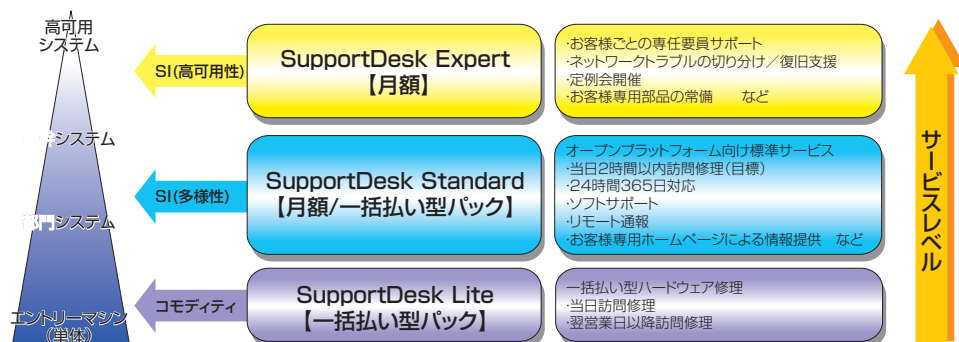 高可用
システム
SI(高可用性)
SupportDesk Expert
【月額】
･お客様ごとの専任要員サポート
･ネットワークトラブルの切り分け／復旧支援
･定例会開催
･お客様専用部品の常備　など
システム
部門システム
SI(多様性)
SupportDesk Standard
【月額/一括払い型パック】
オープンプラットフォーム向け標準サービス
･当日2時間以内訪問修理(目標)
･24時間365日対応
･ソフトサポート
･リモート通報
･お客様専用ホームページによる情報提供　など
エントリーマシン
(単体)
コモディティ
SupportDesk Lite
【一括払い型パック】
一括払い型ハードウェア修理
･当日訪問修理
･翌営業日以降訪問修理
サービスレベル